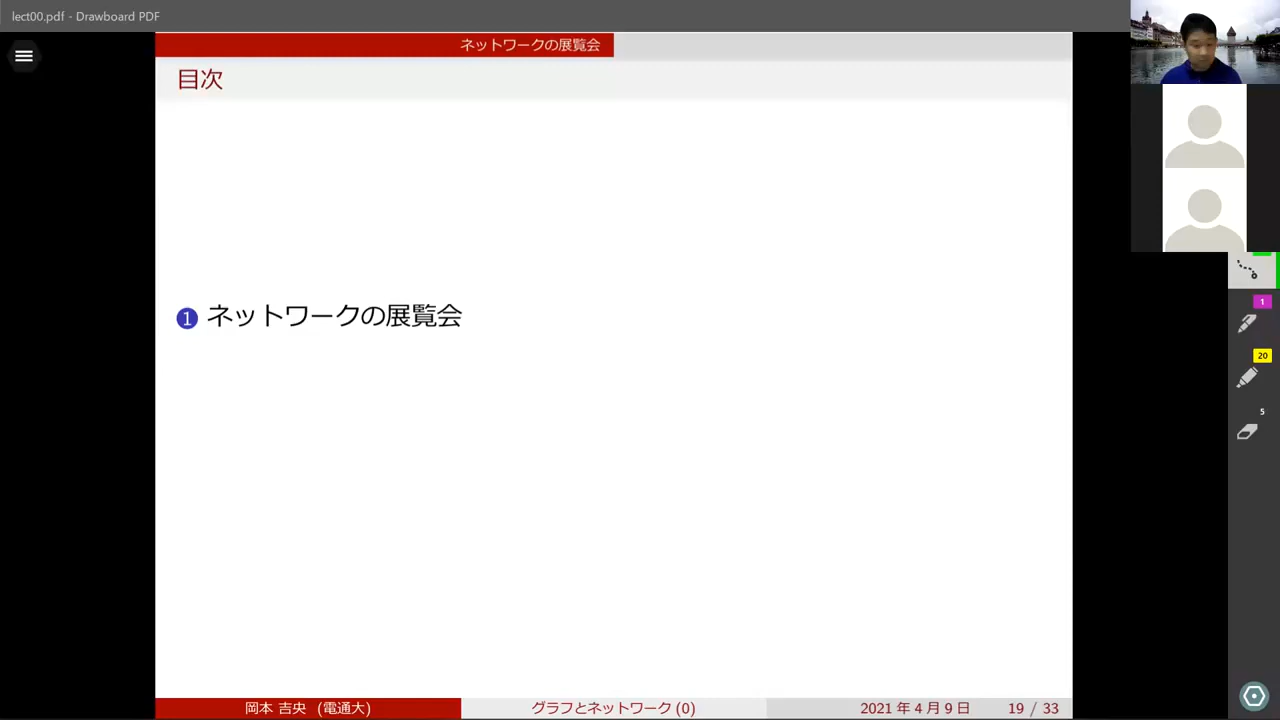 lect00.pdf - Drawboard PDF
ネットワークの展覧会
目次
1 ネットワークの展覧会
1
20
5
岡本 吉央 (電通大)
グラフとネットワーク (0)
2021 年 4 月 9 日
19 / 33